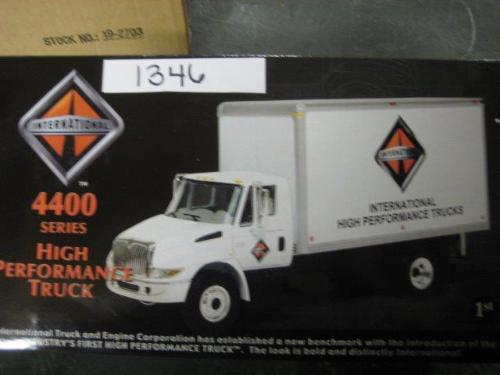 STOCK NO.: 19-2703
1346
INTERNATIONAL
TM
4400
SERIES
HIGH
PERFORMANCE
TRUCK
INTERNATIONAL
HIGH PERFORMANCE TRUCKS
1st
International Truck and Engine Corporation has established a new benchmark with the introduction of the
INDUSTRY'S FIRST HIGH PERFORMANCE TRUCK™. The look is bold and distinctly International.